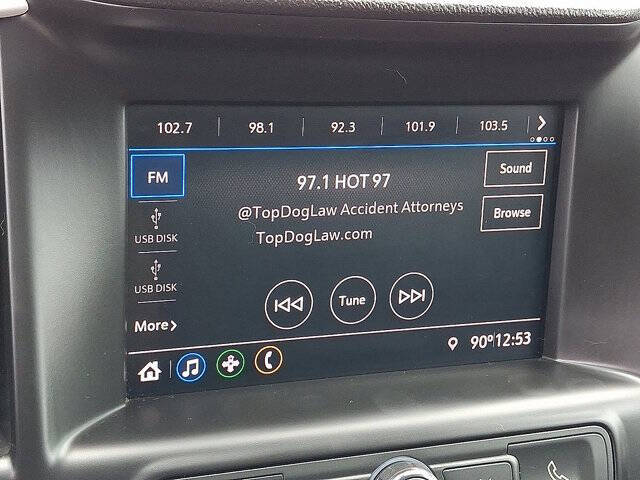 102.7 98.1 92.3 101.9 103.5
FM
97.1 HOT 97
Sound
@TopDogLaw Accident Attorneys
Browse
USB DISK
TopDogLaw.com
USB DISK
Tune
More
90° 12:53